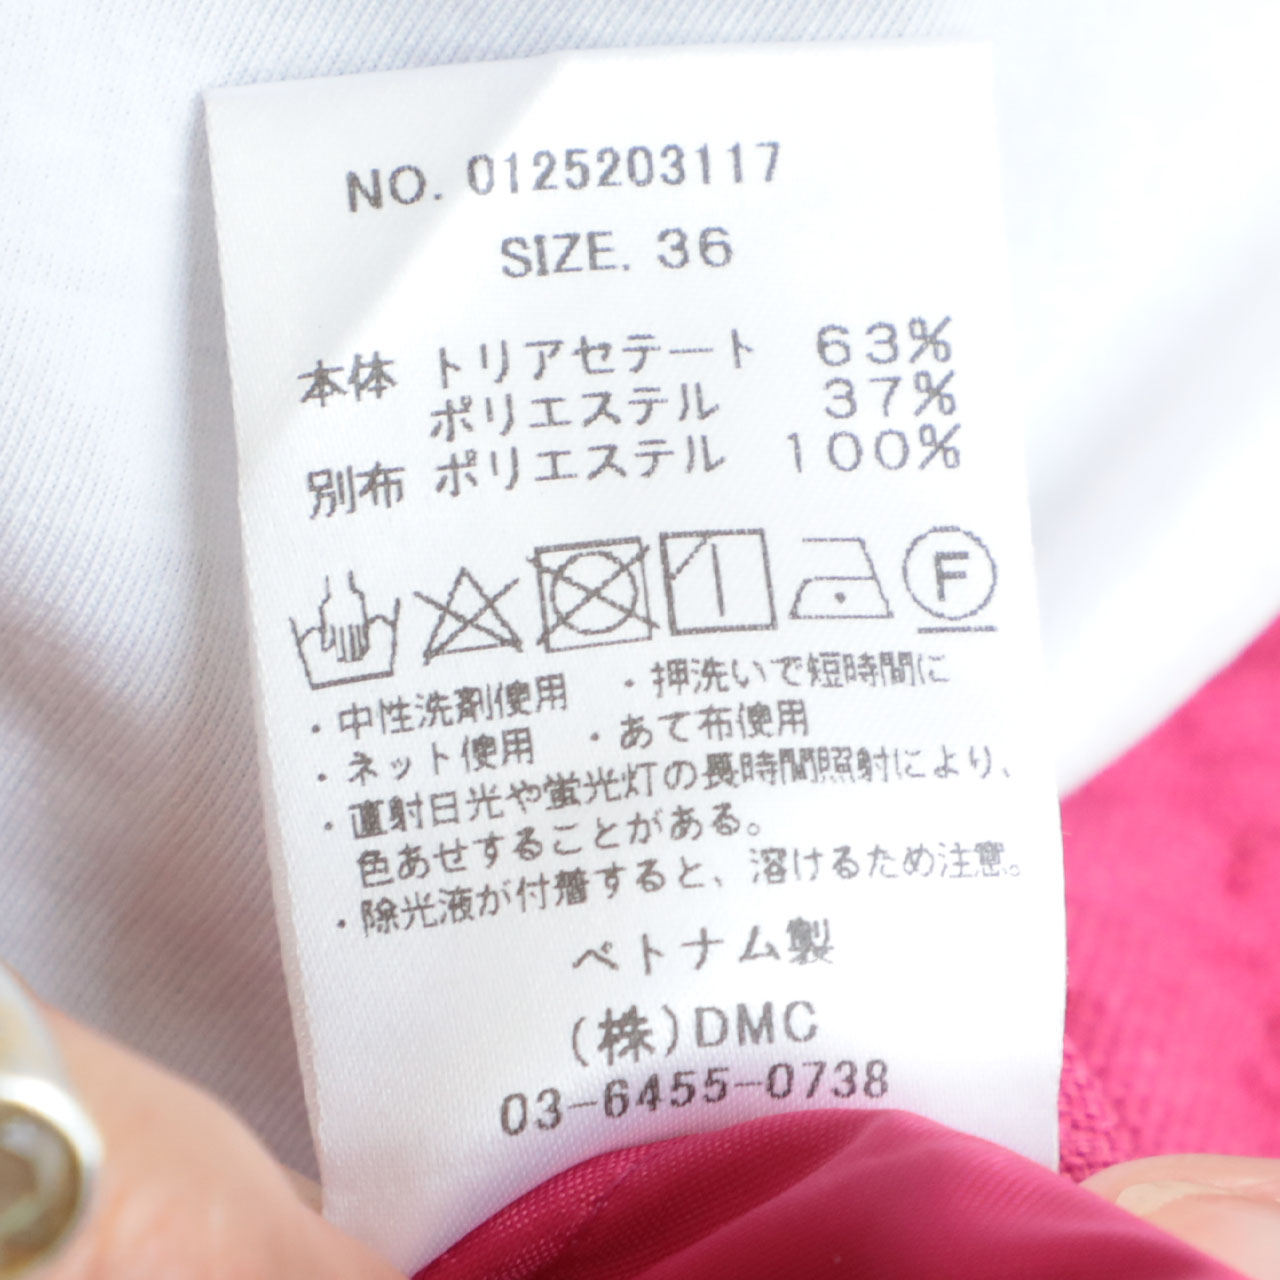 NO. 0125203117
SIZE. 36
本体 トリアセテート 63%
ポリエステル 37%
別布 ポリエステル 100%
F
・中性洗剤使用 ・押洗いで短時間に
・ネット使用 ・あて布使用
・直射日光や蛍光灯の長時間照射により、
色あせすることがある。
・除光液が付着すると、溶けるため注意。
ベトナム製
(株)DMC
03-6455-0738